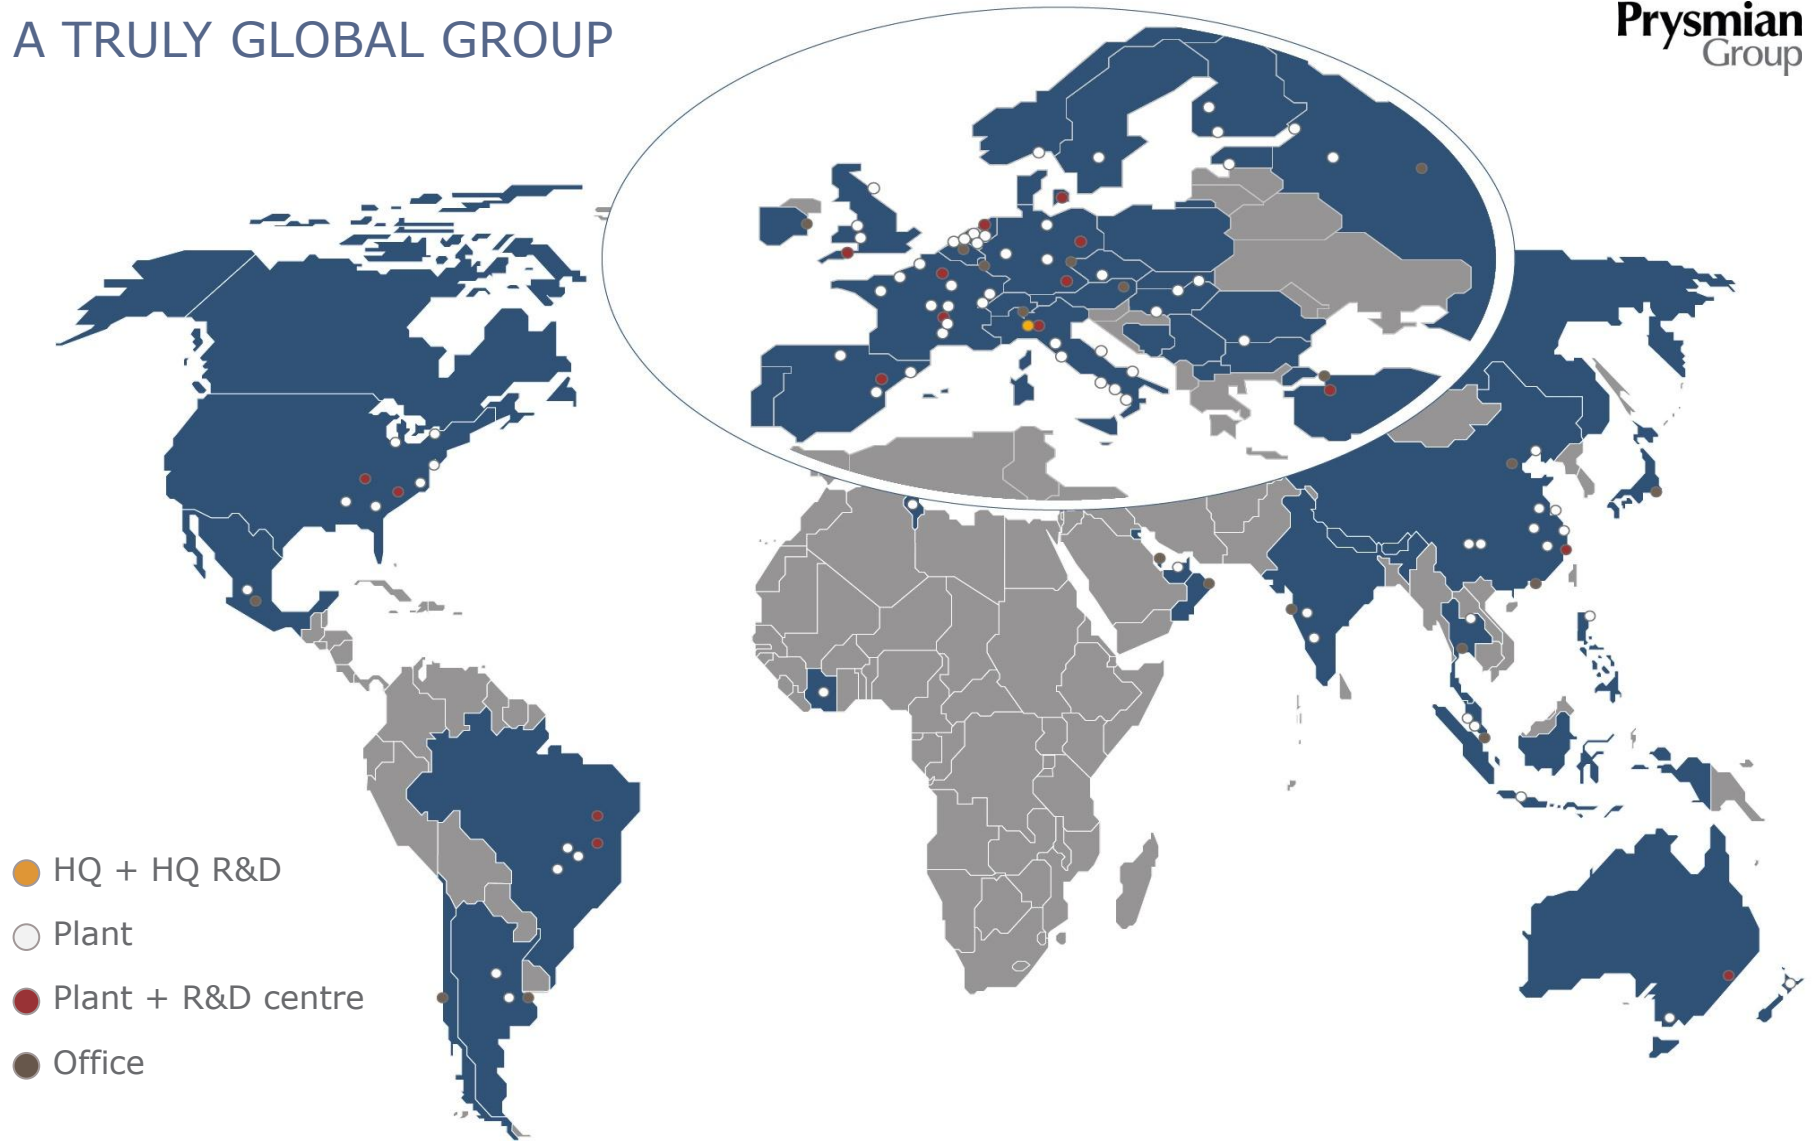 A TRULY GLOBAL GROUP
Prysmian
Group
HQ + HQ R&D
Plant
Plant + R&D centre
Office